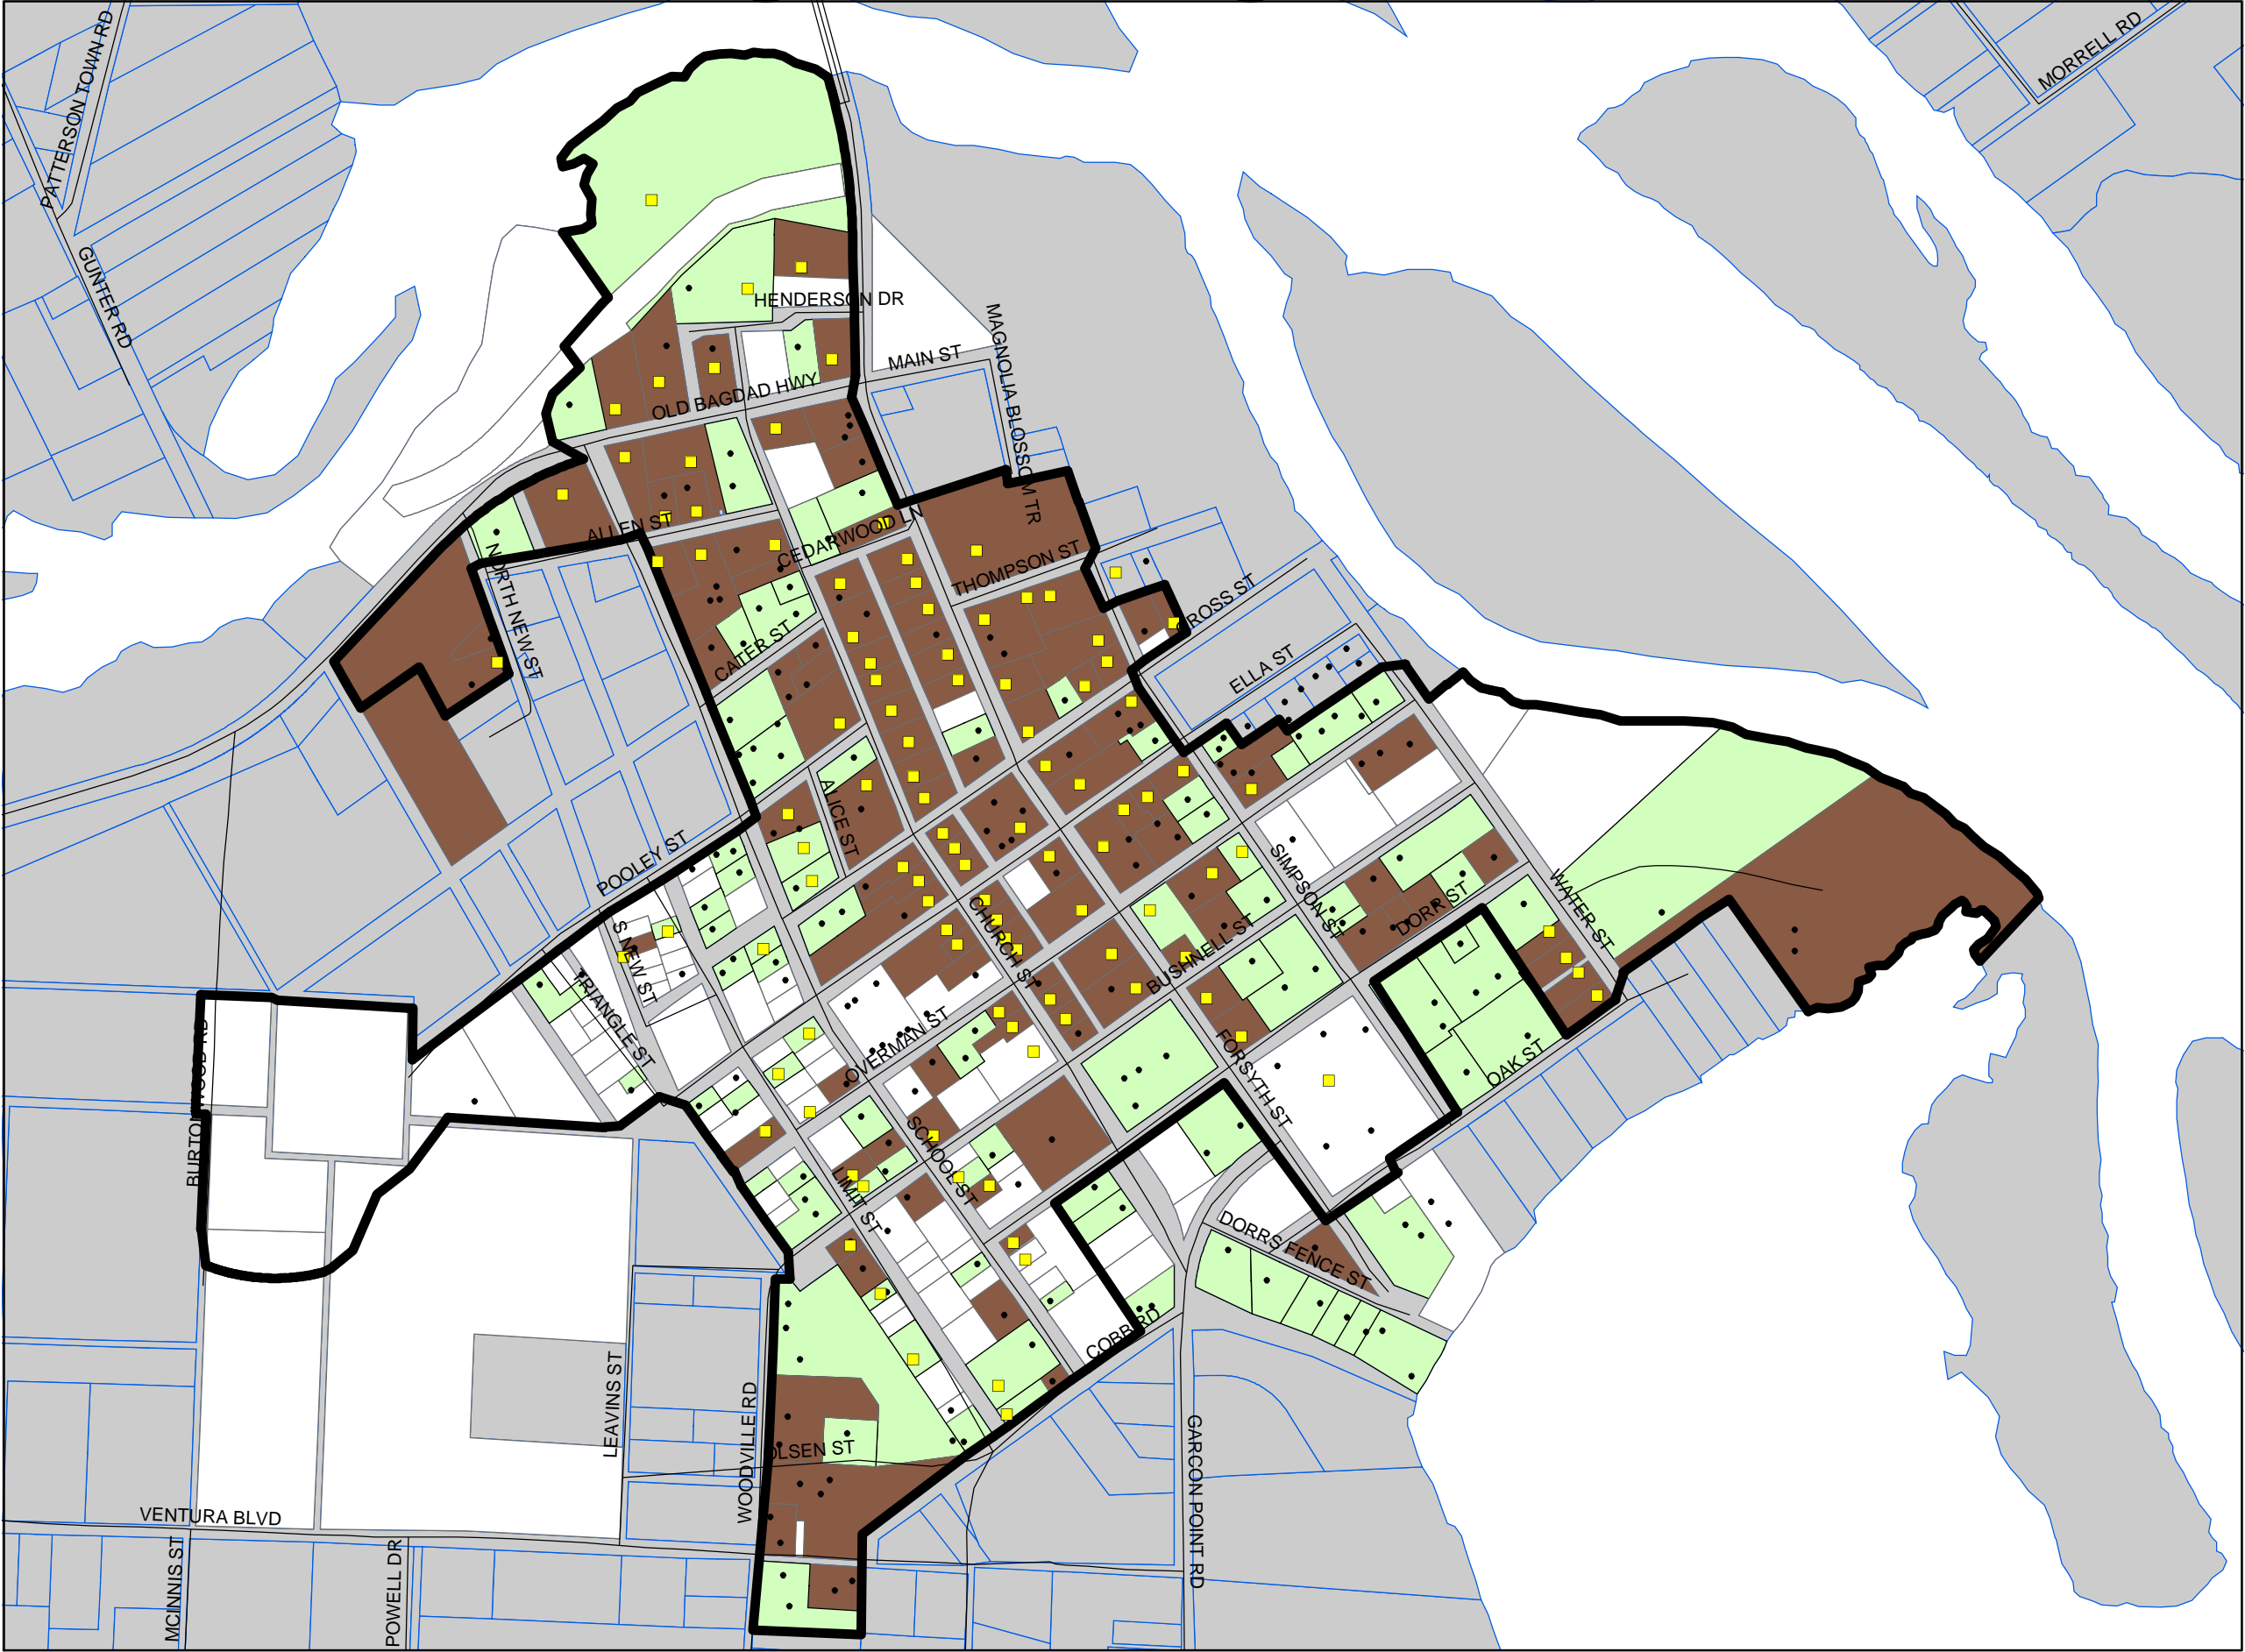 PATTERSON TOWN RD
MORRELL RD
GUNTER RD
HENDERSON DR
MAGNOLIA BLOSSOM TR
MAIN ST
OLD BAGDAD HWY
ALLEN ST
CEDARWOOD LN
NORTH NEW ST
THOMPSON ST
CROSS ST
CATER ST
ELLA ST
ALICE ST
POOLEY ST
SIMPSON ST
WATER ST
DORR ST
CHURCH ST
S NEW ST
BUSHNELL ST
TRIANGLE ST
OVERMAN ST
FORSYTH ST
OAK ST
BURTONWOOD RD
SCHOOL ST
LIMIT ST
DORRS FENCE ST
COBB RD
LEAVINS ST
WOODVILLE RD
OLSEN ST
GARCON POINT RD
VENTURA BLVD
MCINNIS ST
POWELL DR